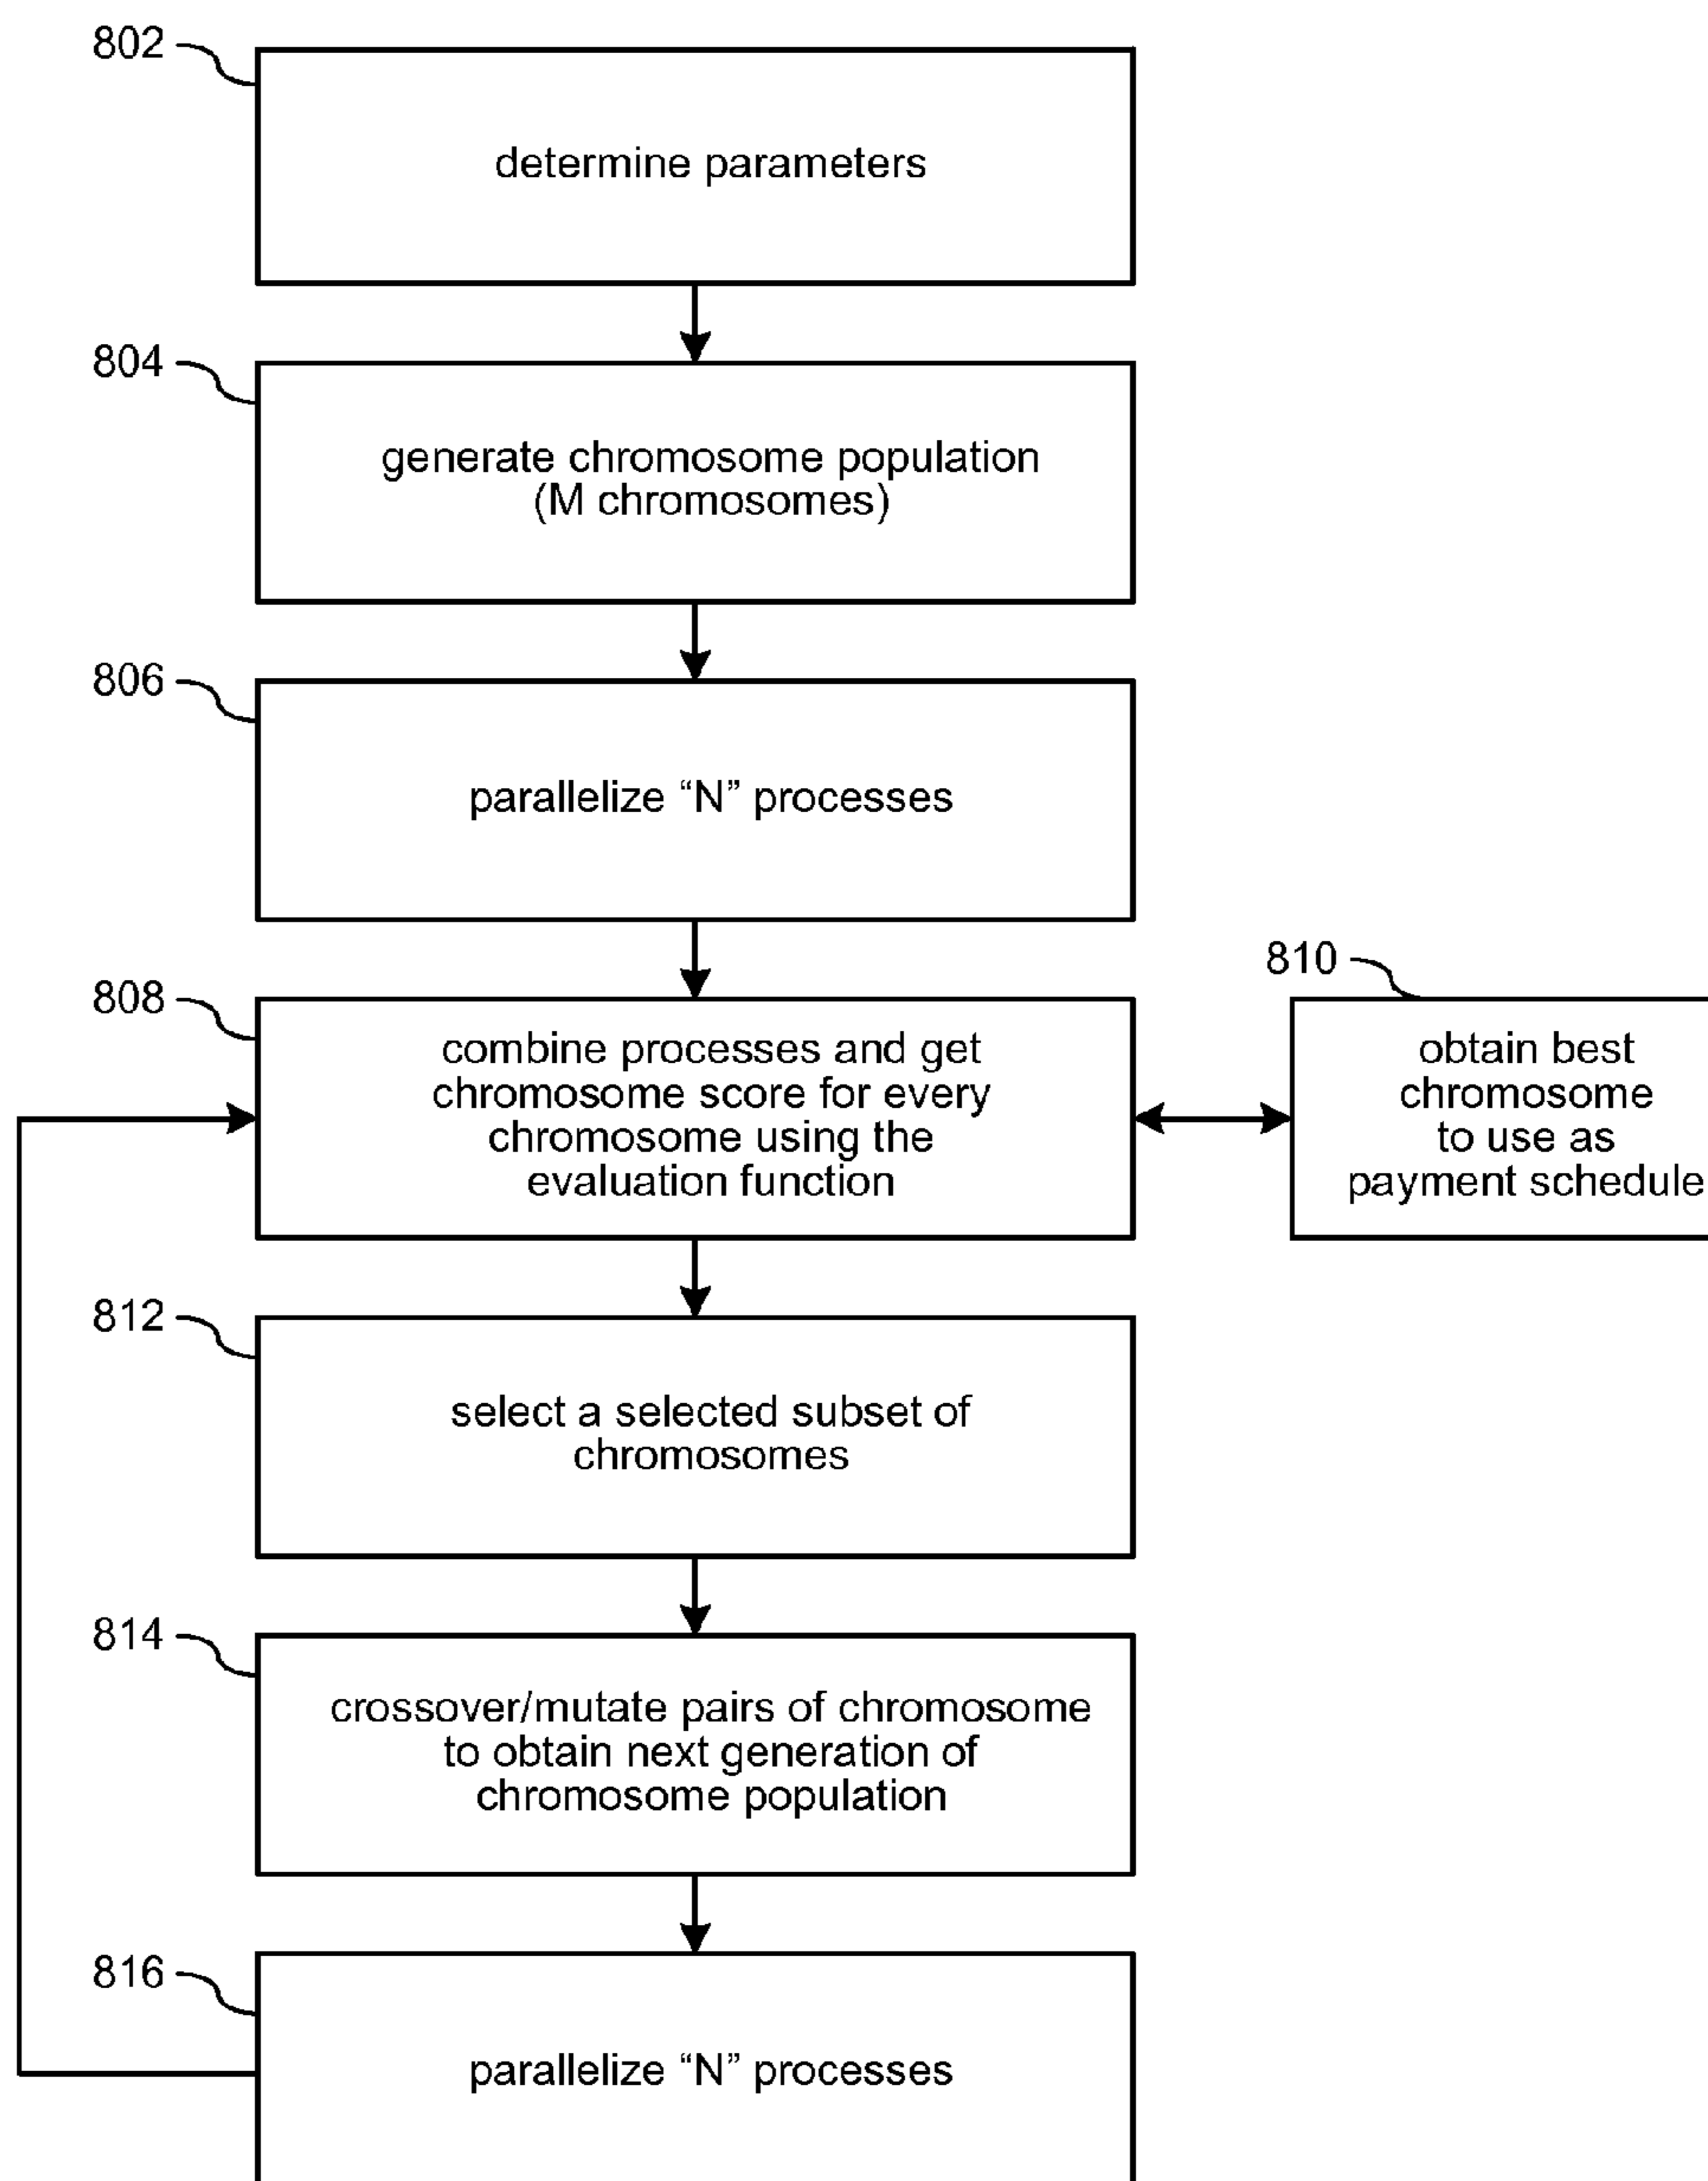 802
determine parameters
804
generate chromosome population
(M chromosomes)
806
parallelize “N” processes
808
combine processes and get
chromosome score for every
chromosome using the
evaluation function
810
obtain best
chromosome
to use as
payment schedule
812
select a selected subset of
chromosomes
814
crossover/mutate pairs of chromosome
to obtain next generation of
chromosome population
816
parallelize “N” processes